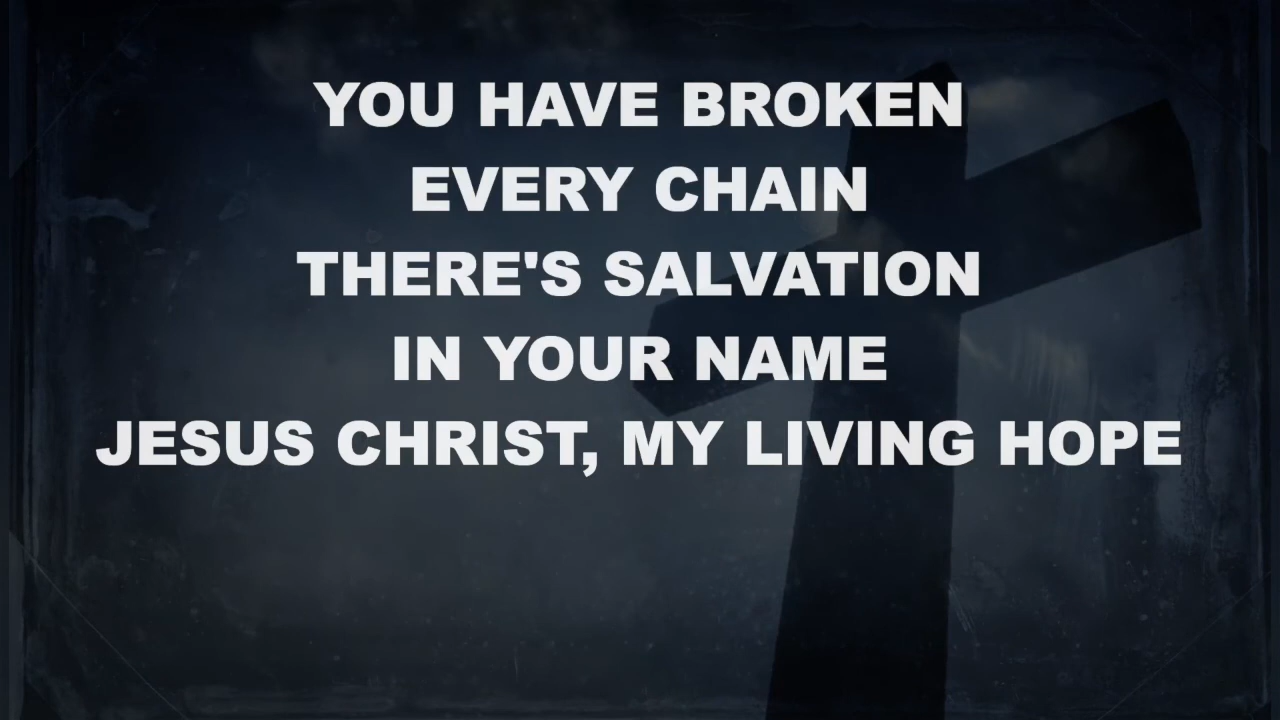 YOU HAVE BROKEN
EVERY CHAIN
THERE'S SALVATION
IN YOUR NAME
JESUS CHRIST, MY LIVING HOPE